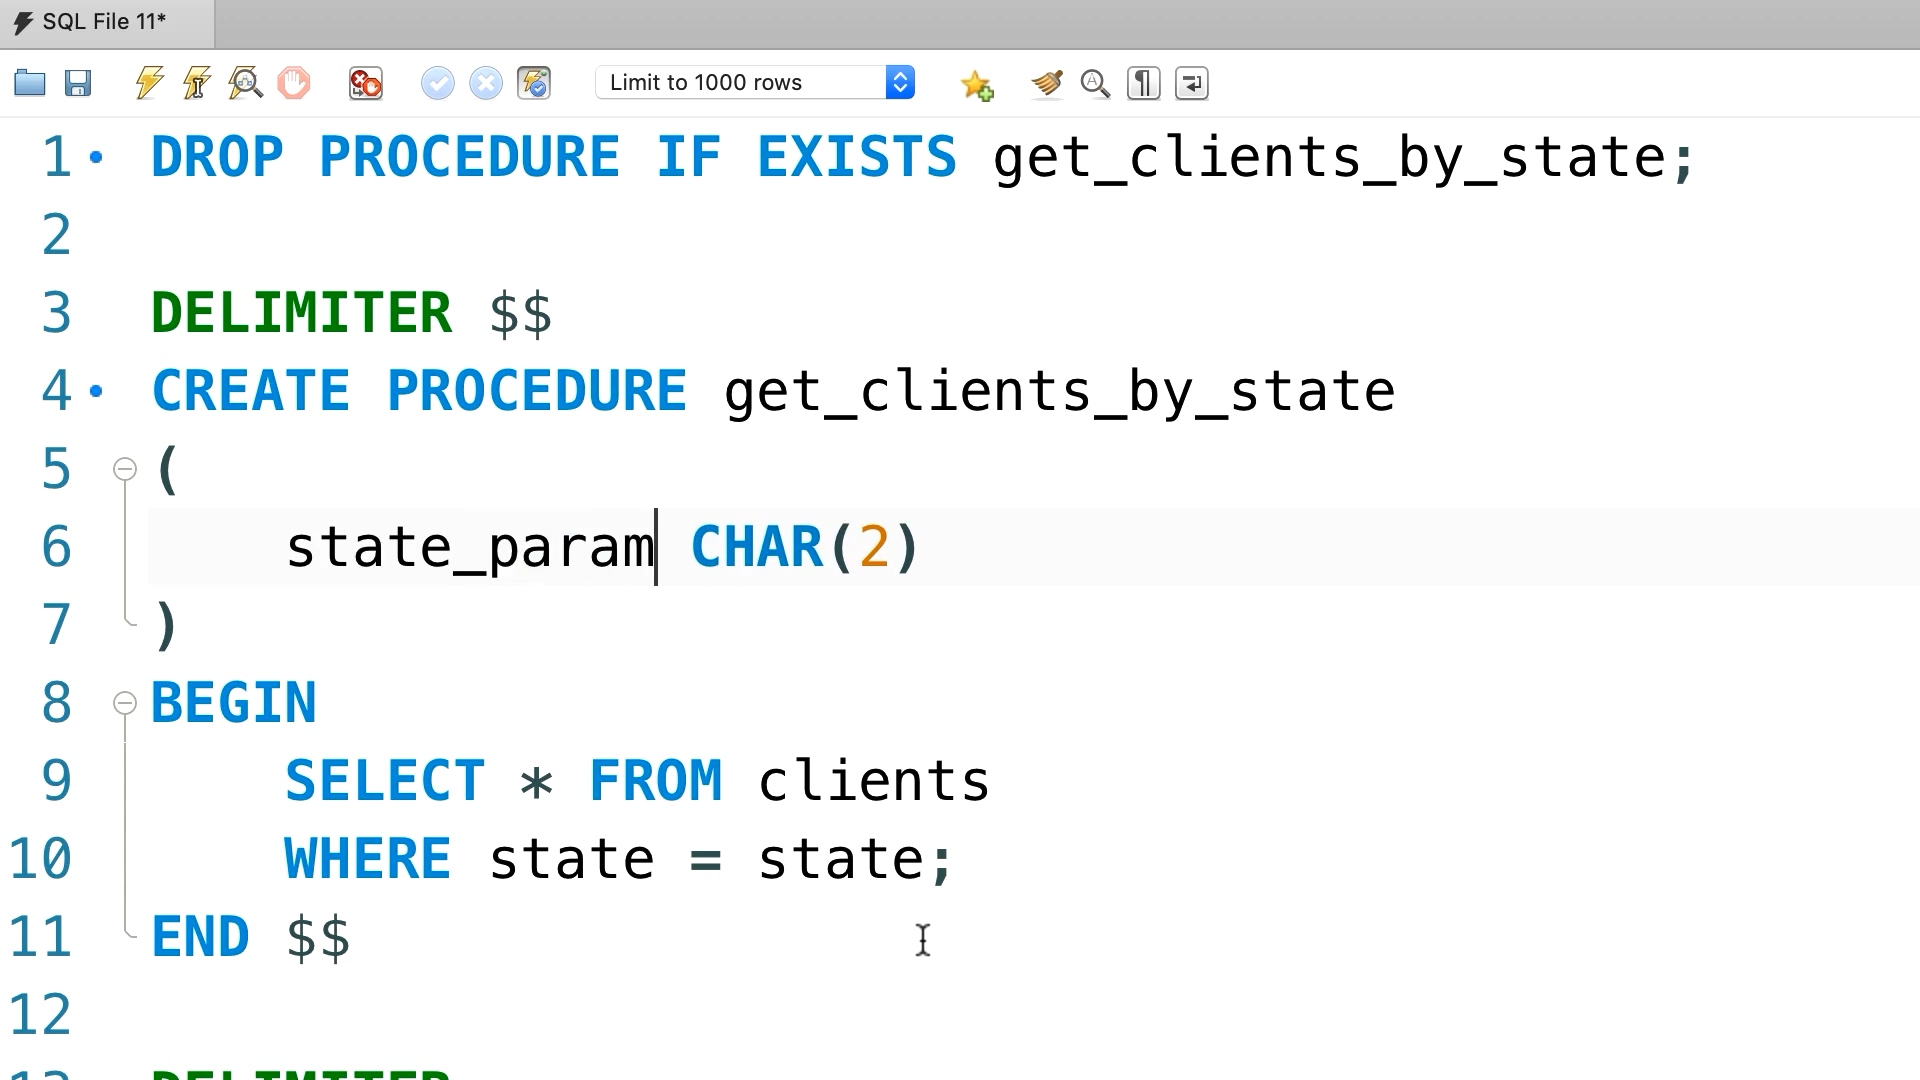 SQL File 11*
Limit to 1000 rows
1 DROP PROCEDURE IF EXISTS get_clients_by_state;
2
3 DELIMITER $$
4 CREATE PROCEDURE get_clients_by_state
5 (
6 state_param CHAR(2)
7 )
8 BEGIN
9 SELECT * FROM clients
10 WHERE state = state;
11 END $$
12
13 DELIMITER